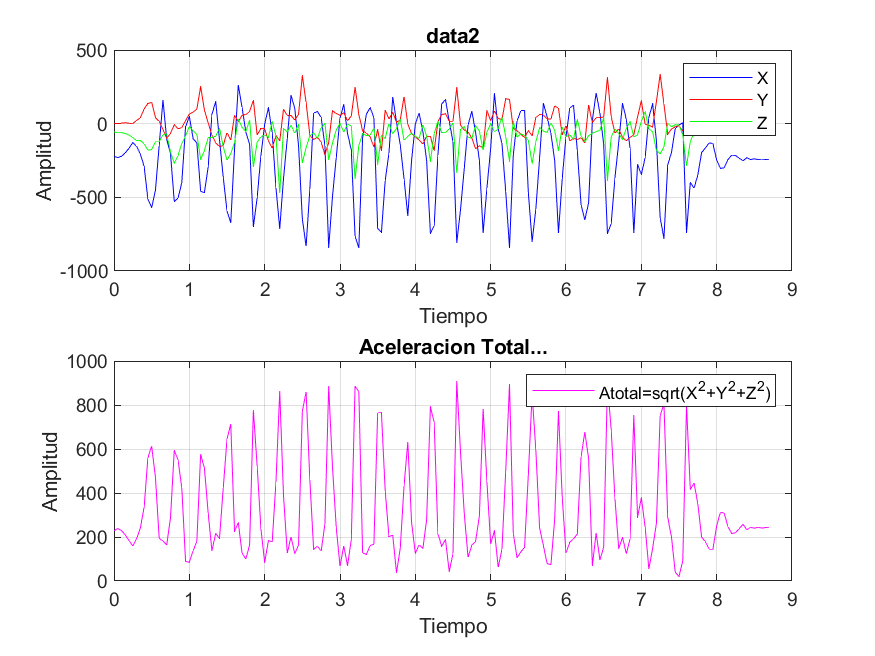 data2
500
0
-500
-1000
Amplitud
X
Y
Z
0 1 2 3 4 5 6 7 8 9
Tiempo
Aceleracion Total...
1000
800
600
400
200
0
Amplitud
Atotal=sqrt(X²+Y²+Z²)
0 1 2 3 4 5 6 7 8 9
Tiempo